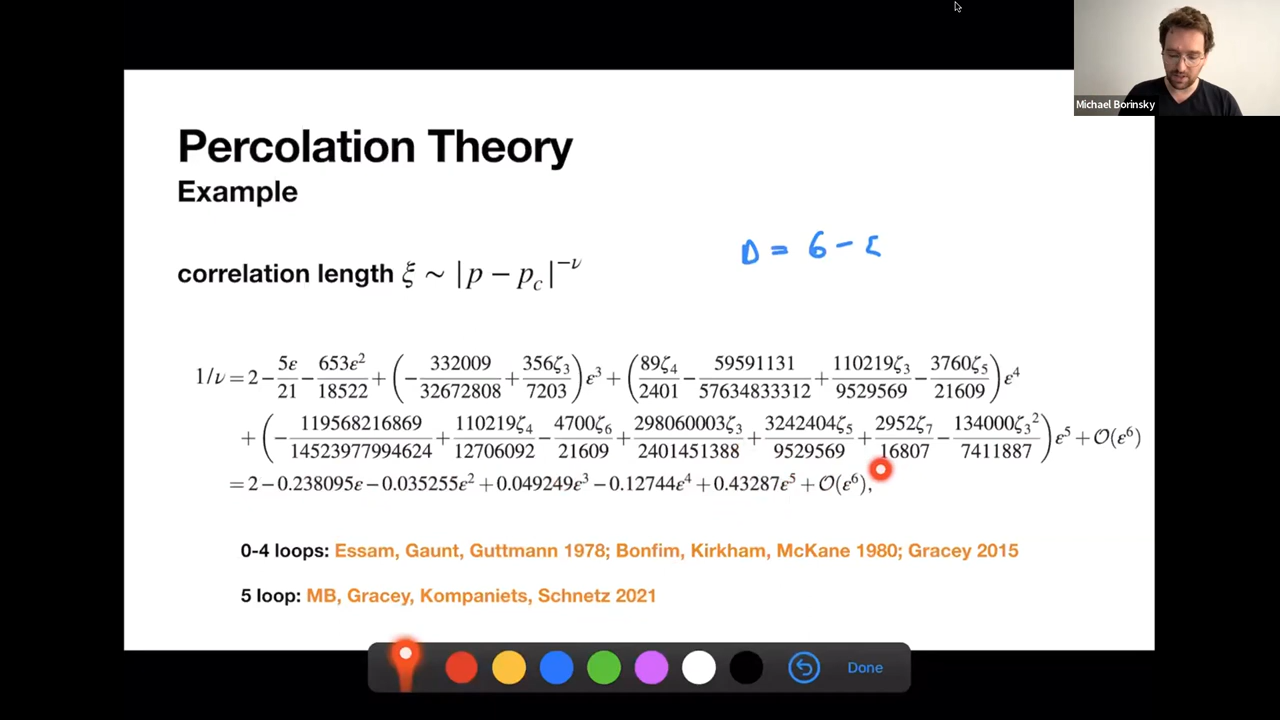 Michael Borinsky
Percolation Theory
Example
D = 6 - ε
correlation length ξ ∼ |p − p_c|^{−ν}
1/ν = 2 − 5ε/21 − 653ε²/18522 + (−332009/32672808 + 356ζ₃/7203)ε³ + (89ζ₄/2401 − 59591131/57634833312 + 110219ζ₃/9529569 − 3760ζ₅/21609)ε⁴
+ (−119568216869/14523977994624 + 110219ζ₄/12706092 − 4700ζ₆/21609 + 298060003ζ₃/2401451388 + 3242404ζ₅/9529569 + 2952ζ₇/16807 − 134000ζ₃²/7411887)ε⁵ + O(ε⁶)
= 2 − 0.238095ε − 0.035255ε² + 0.049249ε³ − 0.12744ε⁴ + 0.43287ε⁵ + O(ε⁶),
0-4 loops: Essam, Gaunt, Guttmann 1978; Bonfim, Kirkham, McKane 1980; Gracey 2015
5 loop: MB, Gracey, Kompaniets, Schnetz 2021
Done